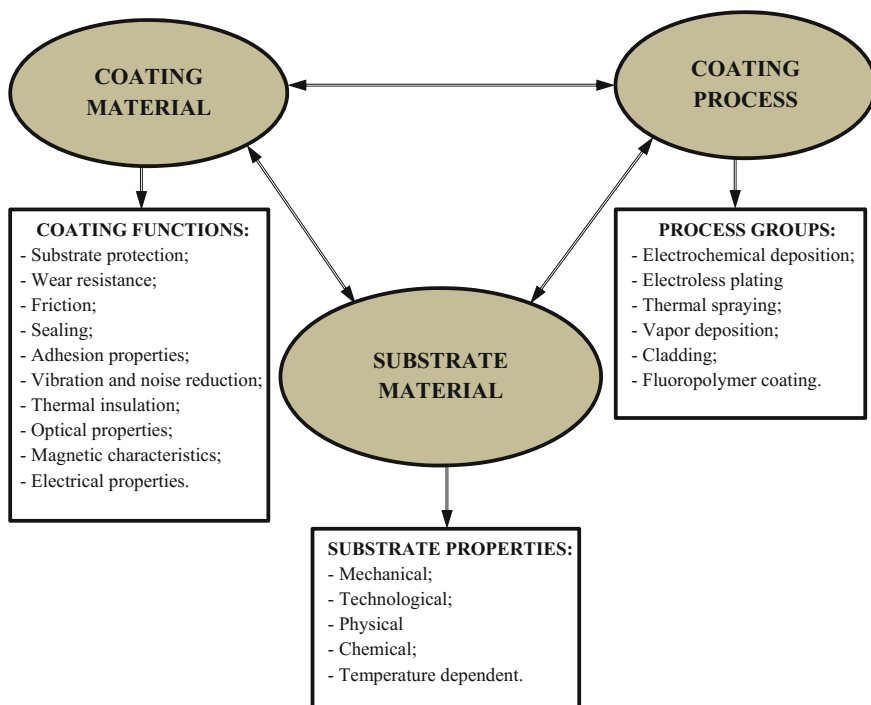 COATING
MATERIAL
COATING
PROCESS
COATING FUNCTIONS:
- Substrate protection;
- Wear resistance;
- Friction;
- Sealing;
- Adhesion properties;
- Vibration and noise reduction;
- Thermal insulation;
- Optical properties;
- Magnetic characteristics;
- Electrical properties.
PROCESS GROUPS:
- Electrochemical deposition;
- Electroless plating
- Thermal spraying;
- Vapor deposition;
- Cladding;
- Fluoropolymer coating.
SUBSTRATE
MATERIAL
SUBSTRATE PROPERTIES:
- Mechanical;
- Technological;
- Physical
- Chemical;
- Temperature dependent.